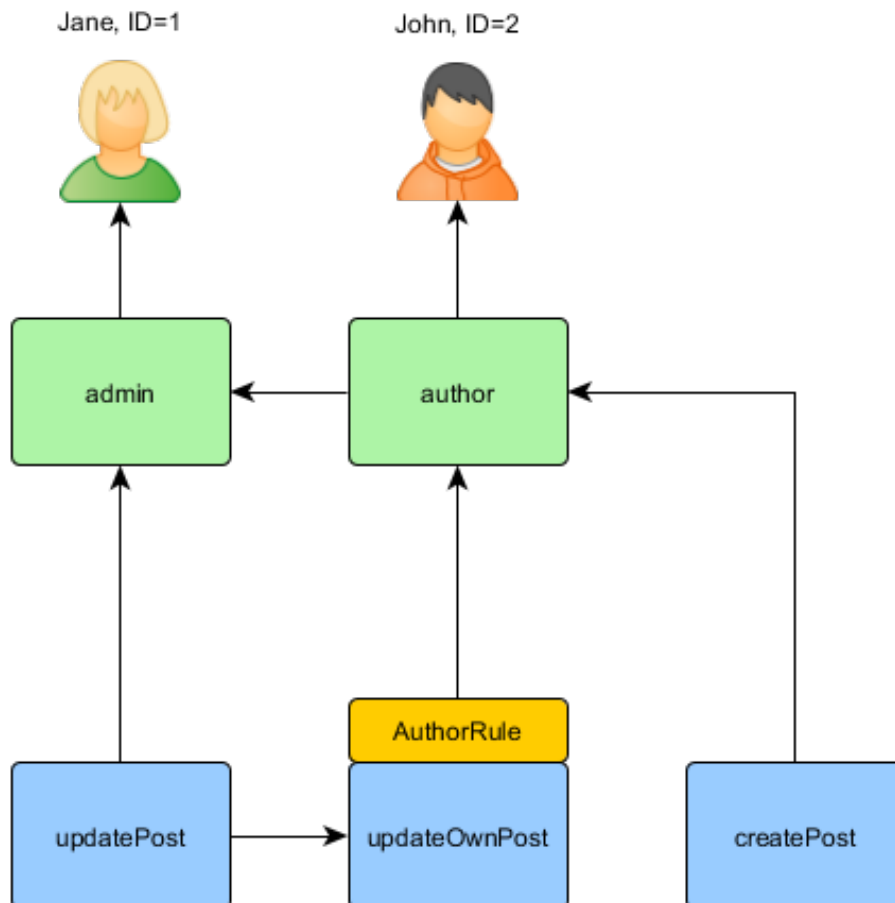 Jane, ID=1
John, ID=2
admin
author
AuthorRule
updatePost
updateOwnPost
createPost